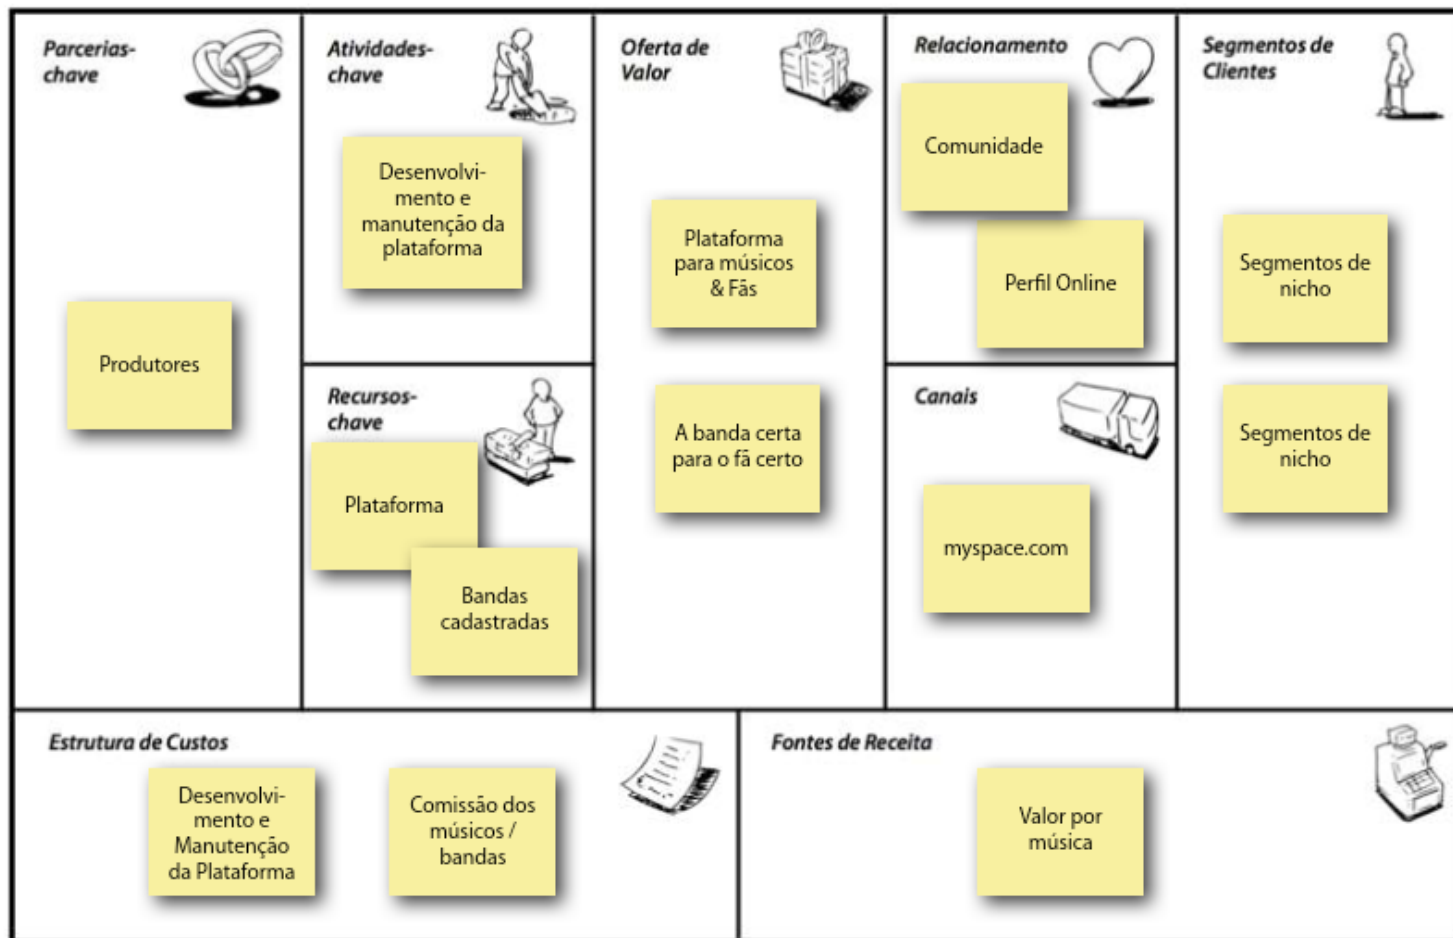 Parcerias-
chave
Produtores
Atividades-
chave
Desenvolvi-
mento e
manutenção da
plataforma
Recursos-
chave
Plataforma
Bandas
cadastradas
Oferta de
Valor
Plataforma
para músicos
& Fãs
A banda certa
para o fã certo
Relacionamento
Comunidade
Perfil Online
Canais
myspace.com
Segmentos de
Clientes
Segmentos de
nicho
Segmentos de
nicho
Estrutura de Custos
Desenvolvi-
mento e
Manutenção
da Plataforma
Comissão dos
músicos /
bandas
Fontes de Receita
Valor por
música